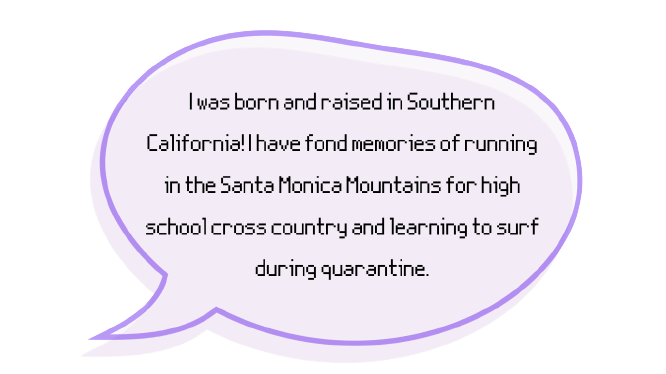 I was born and raised in Southern
California! I have fond memories of running
in the Santa Monica Mountains for high
school cross country and learning to surf
during quarantine.